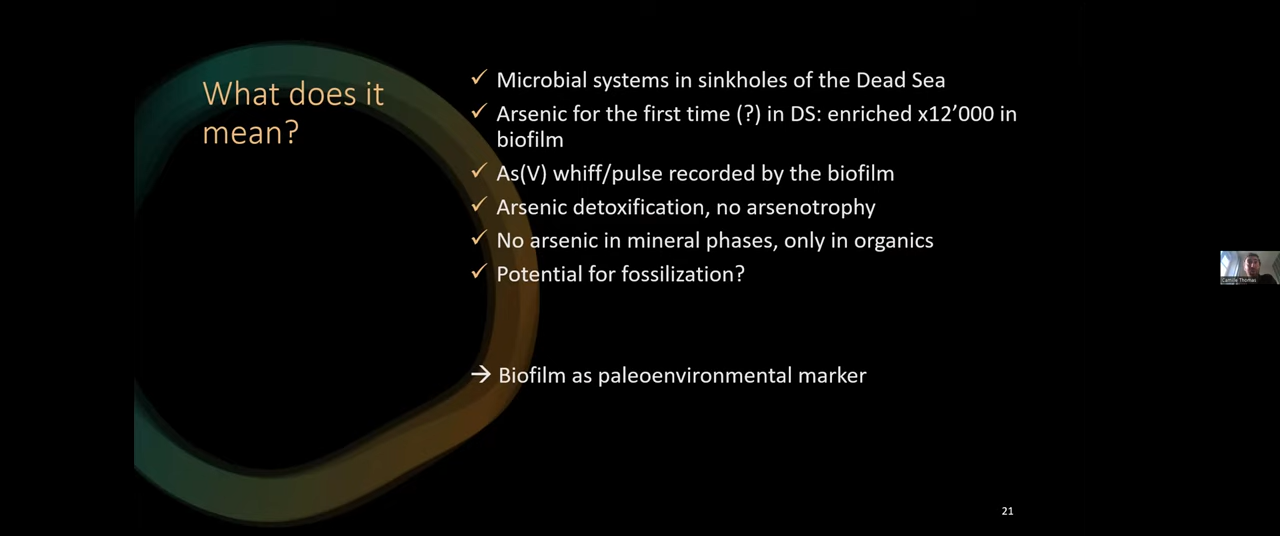 What does it
mean?
✓ Microbial systems in sinkholes of the Dead Sea
✓ Arsenic for the first time (?) in DS: enriched x12’000 in
biofilm
✓ As(V) whiff/pulse recorded by the biofilm
✓ Arsenic detoxification, no arsenotrophy
✓ No arsenic in mineral phases, only in organics
✓ Potential for fossilization?
→ Biofilm as paleoenvironmental marker
Camille Thomas
21